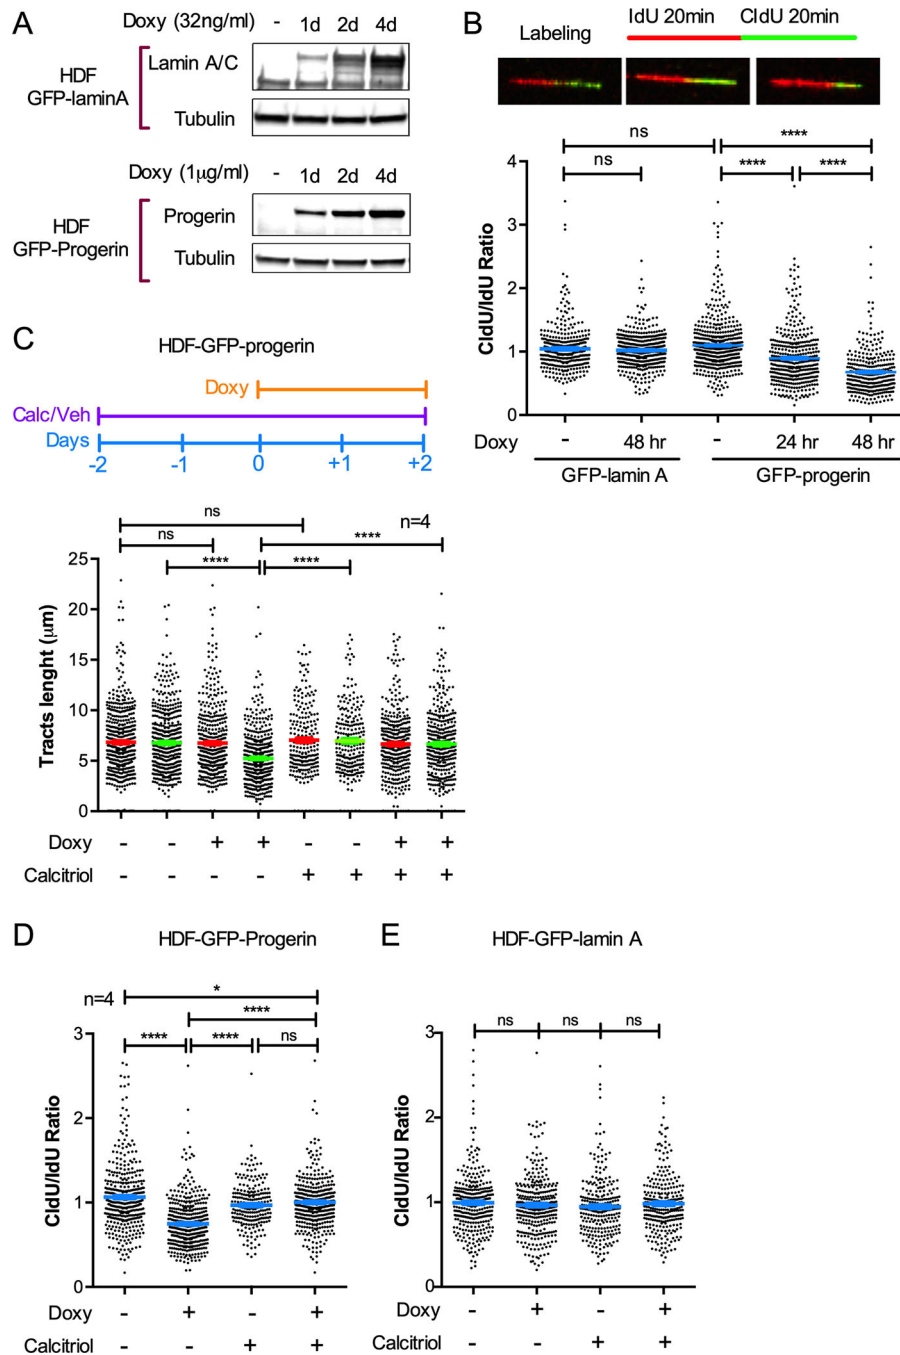 A
Doxy (32ng/ml) - 1d 2d 4d
HDF
GFP-laminA
Lamin A/C
Tubulin
Doxy (1µg/ml) - 1d 2d 4d
HDF
GFP-Progerin
Progerin
Tubulin
B
Labeling
IdU 20min CldU 20min
ns ****
ns **** ****
CldU/IdU Ratio
4
3
2
1
0
Doxy - 48 hr - 24 hr 48 hr
GFP-lamin A GFP-progerin
C
HDF-GFP-progerin
Doxy
Calc/Veh
Days
-2 -1 0 +1 +2
ns n=4
ns ****
**** ****
Tracts lenght (µm)
25
20
15
10
5
0
Doxy - - + + - - + +
Calcitriol - - - - + + + +
D
HDF-GFP-Progerin
n=4
*
****
**** **** ns
CldU/IdU Ratio
3
2
1
0
Doxy - + - +
Calcitriol - - + +
E
HDF-GFP-lamin A
ns ns ns
CldU/IdU Ratio
3
2
1
0
Doxy - + - +
Calcitriol - - + +